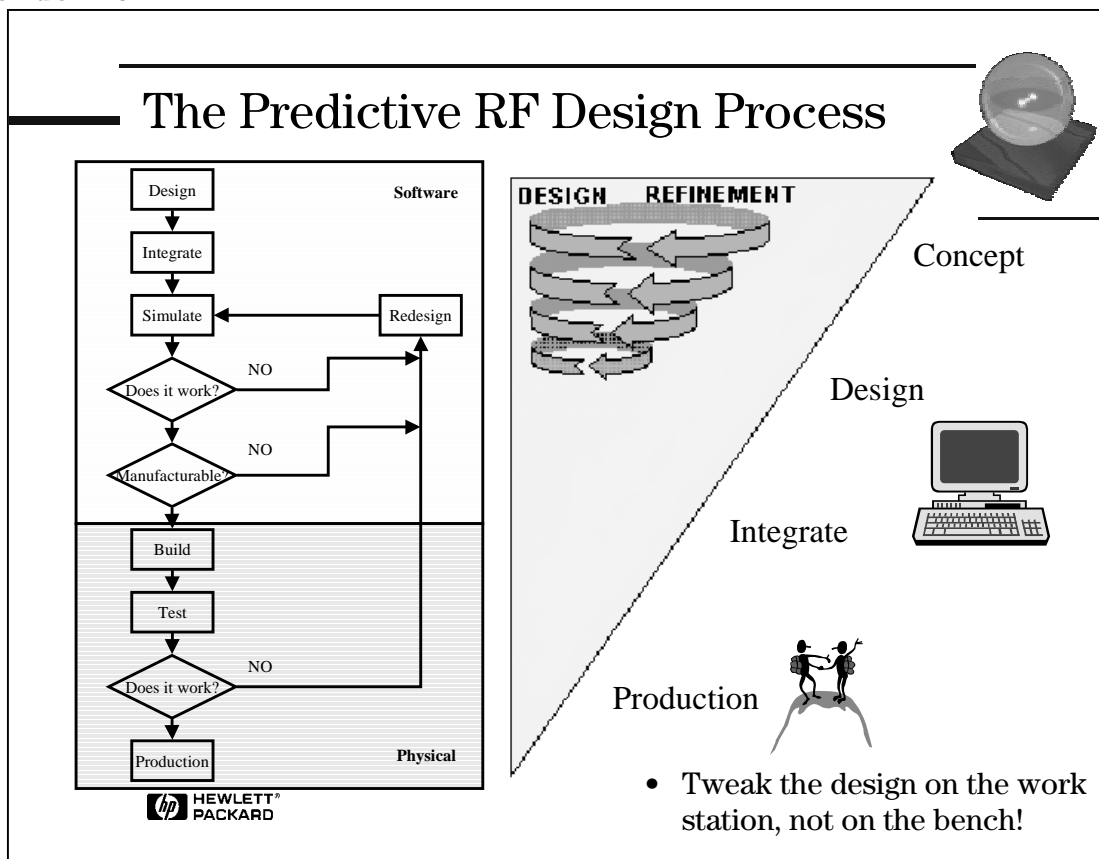 The Predictive RF Design Process
Design
Software
Integrate
Simulate
Redesign
Does it work?
NO
Manufacturable?
NO
Build
Test
Does it work?
NO
Production
Physical
hp HEWLETT®
PACKARD
DESIGN REFINEMENT
Concept
Design
Integrate
Production
• Tweak the design on the work
station, not on the bench!